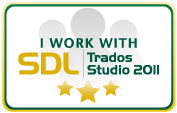 I WORK WITH
SDL Trados
Studio 2011